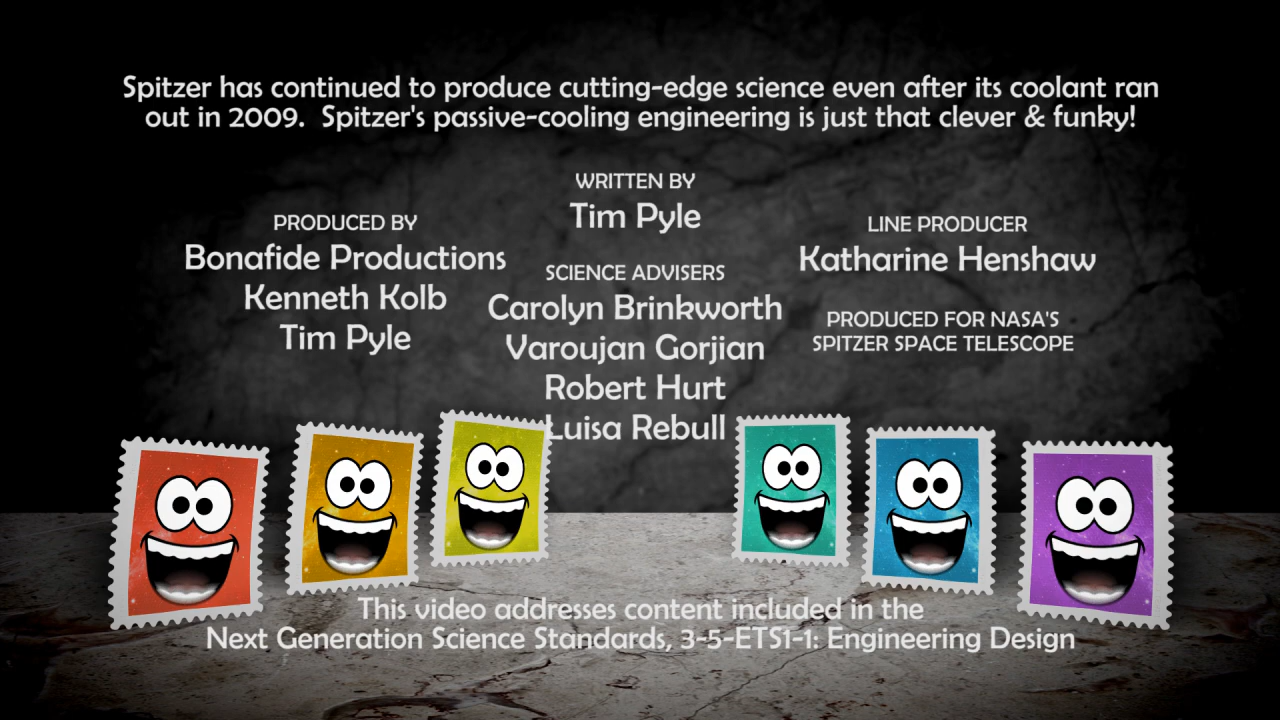 Spitzer has continued to produce cutting-edge science even after its coolant ran
out in 2009.  Spitzer's passive-cooling engineering is just that clever & funky!
PRODUCED BY
Bonafide Productions
Kenneth Kolb
Tim Pyle
WRITTEN BY
Tim Pyle
SCIENCE ADVISERS
Carolyn Brinkworth
Varoujan Gorjian
Robert Hurt
Luisa Rebull
LINE PRODUCER
Katharine Henshaw
PRODUCED FOR NASA'S
SPITZER SPACE TELESCOPE
This video addresses content included in the
Next Generation Science Standards, 3-5-ETS1-1: Engineering Design